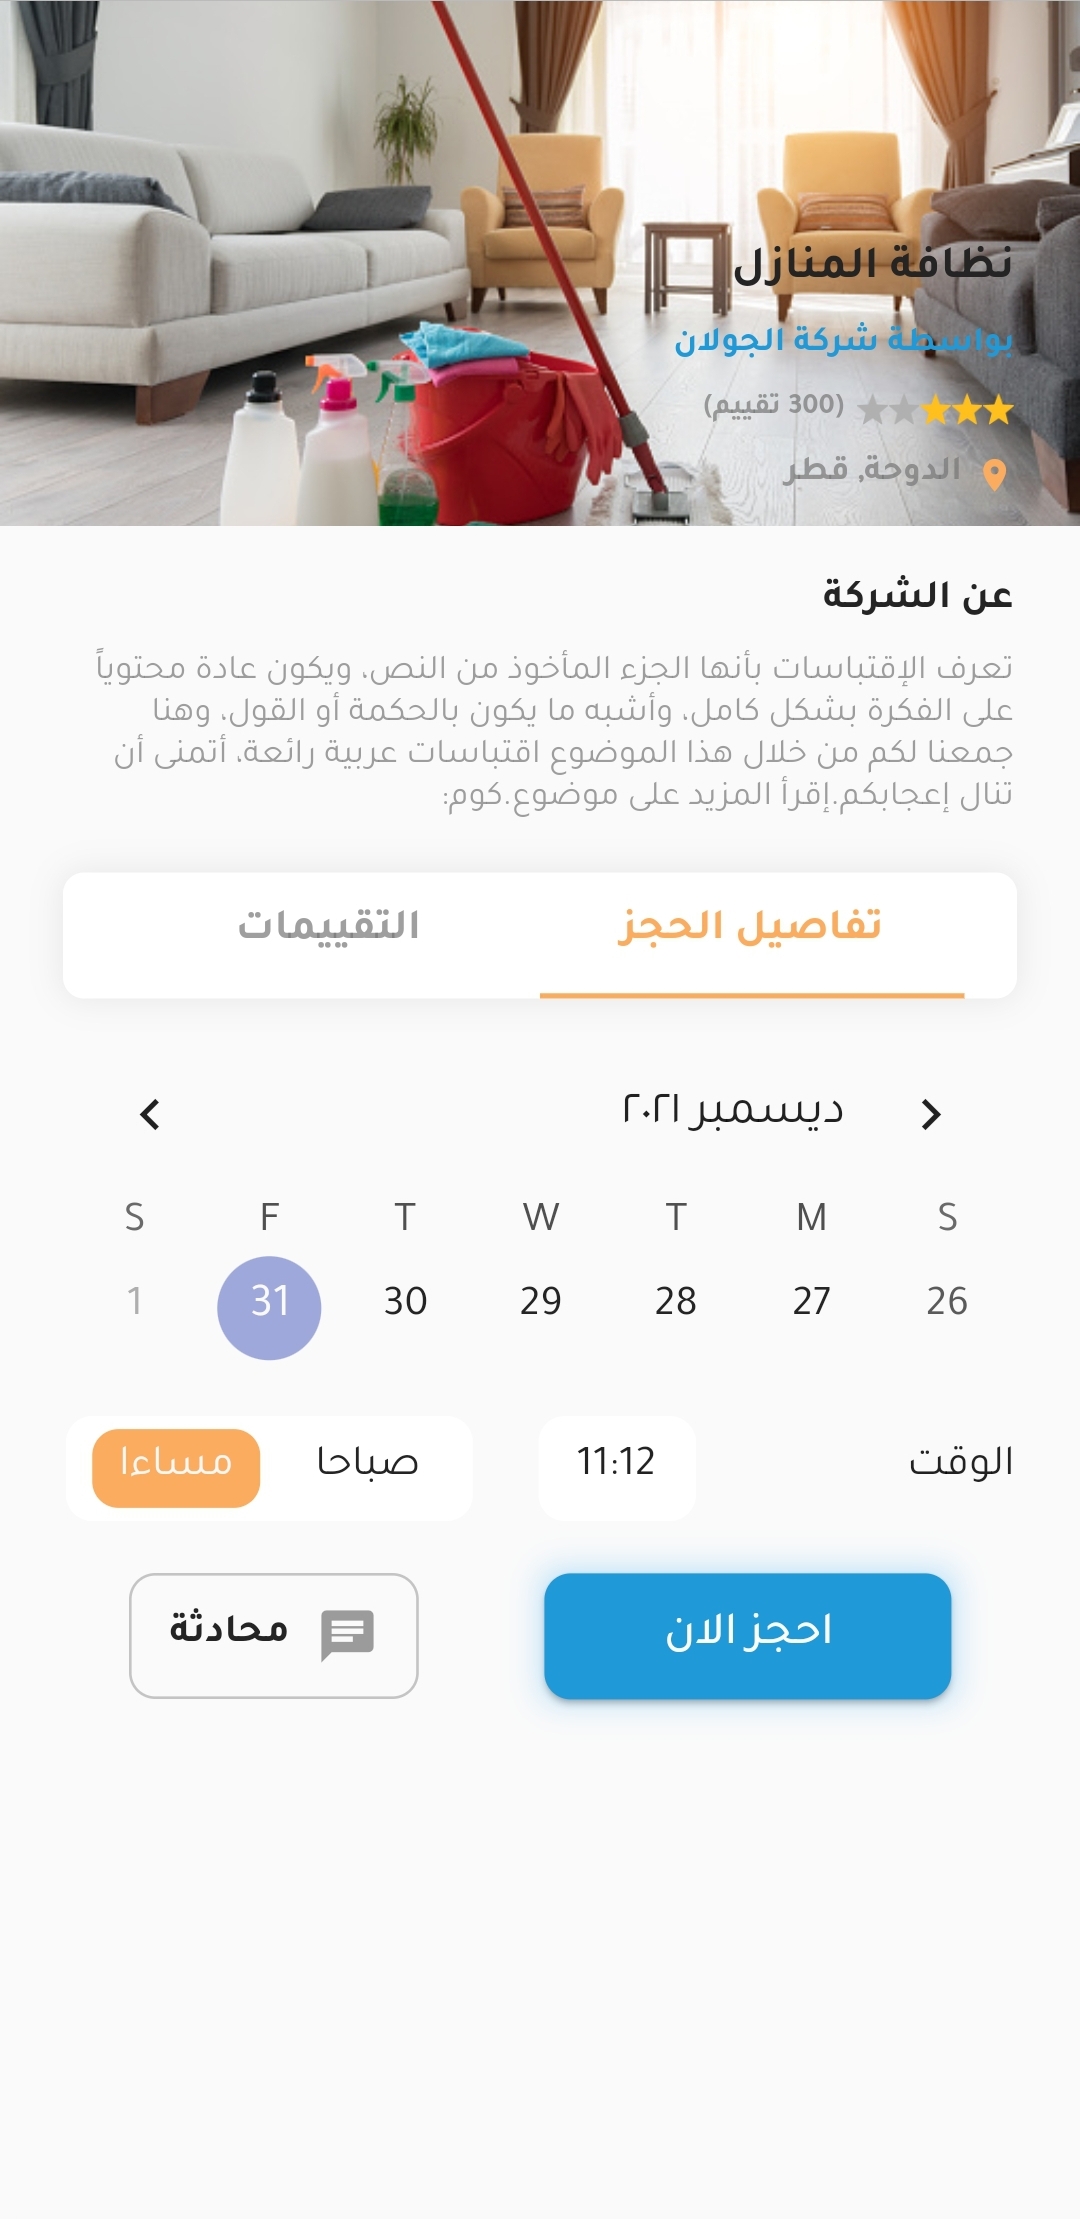 نظافة المنازل
بواسطة شركة الجولان
(300 تقييم)
الدوحة, قطر
عن الشركة
تعرف الإقتباسات بأنها الجزء المأخوذ من النص، ويكون عادة محتوياً
على الفكرة بشكل كامل، وأشبه ما يكون بالحكمة أو القول، وهنا
جمعنا لكم من خلال هذا الموضوع اقتباسات عربية رائعة، أتمنى أن
تنال إعجابكم.إقرأ المزيد على موضوع.كوم:
تفاصيل الحجز التقييمات
ديسمبر ٢٠٢١
S M T W T F S
26 27 28 29 30 31 1
الوقت 11:12 صباحا مساءا
احجز الان محادثة